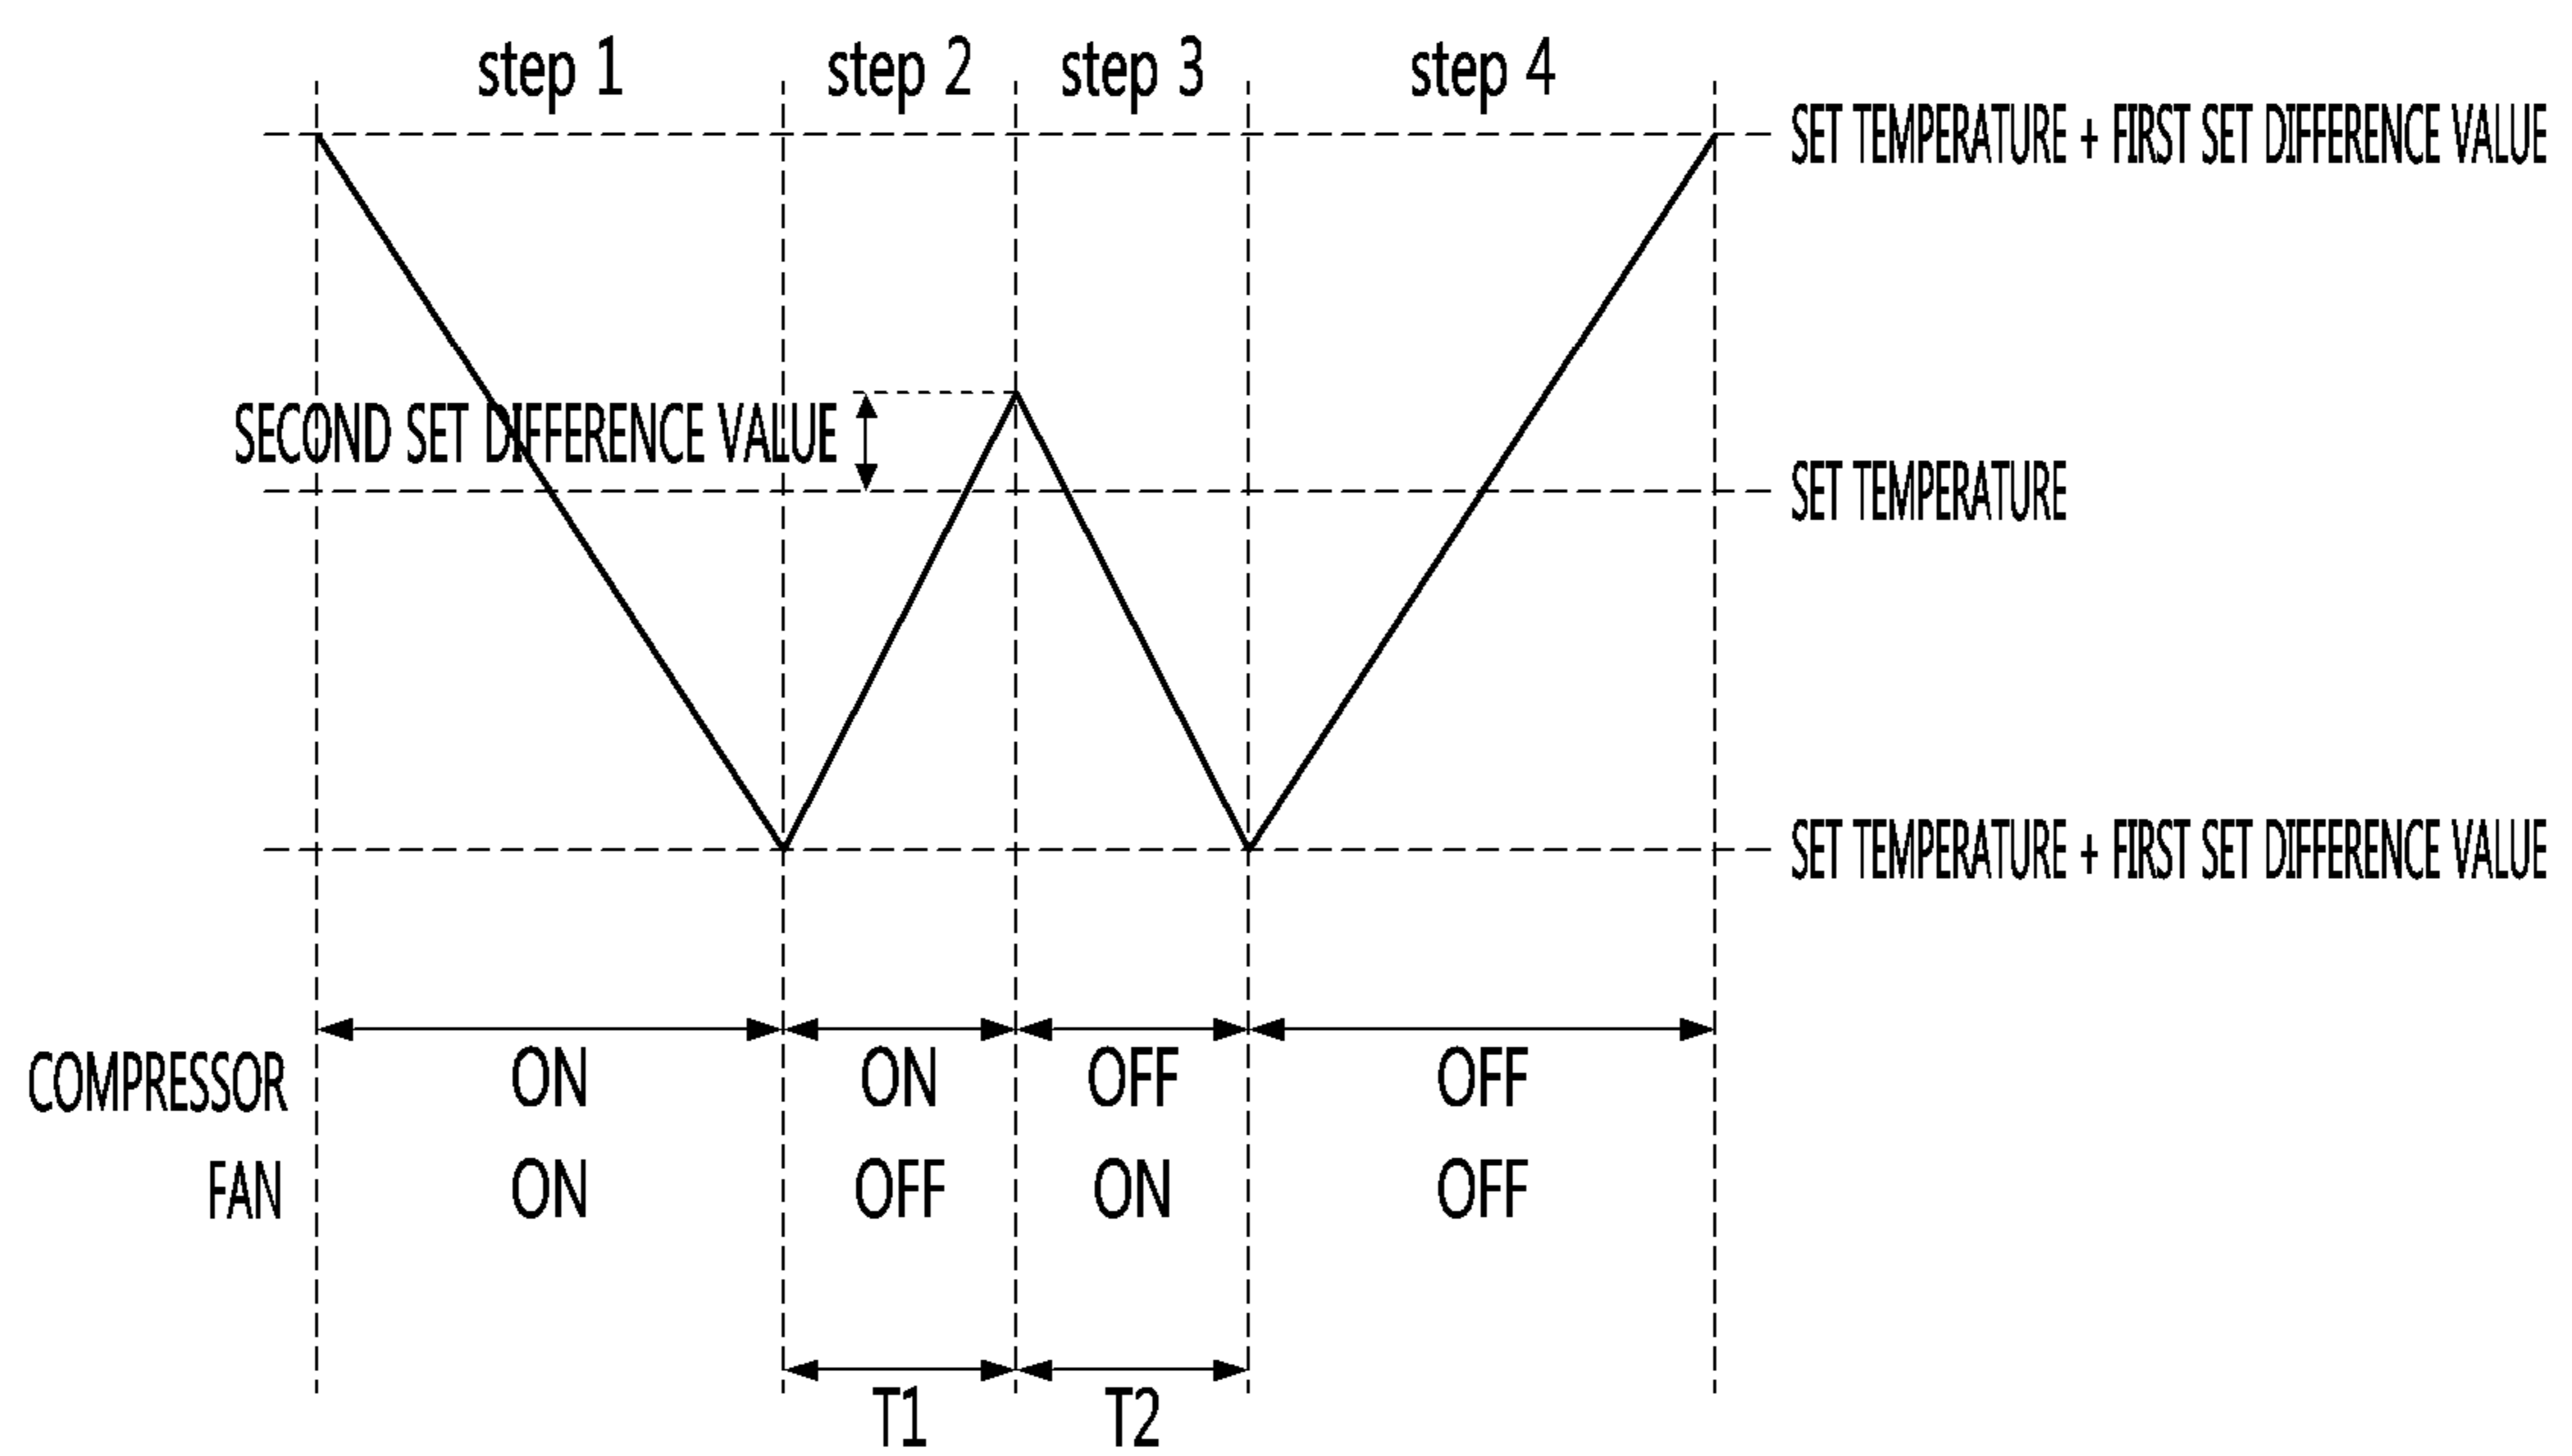 step 1 step 2 step 3 step 4
SET TEMPERATURE + FIRST SET DIFFERENCE VALUE
SECOND SET DIFFERENCE VALUE
SET TEMPERATURE
SET TEMPERATURE + FIRST SET DIFFERENCE VALUE
COMPRESSOR ON ON OFF OFF
FAN ON OFF ON OFF
T1 T2